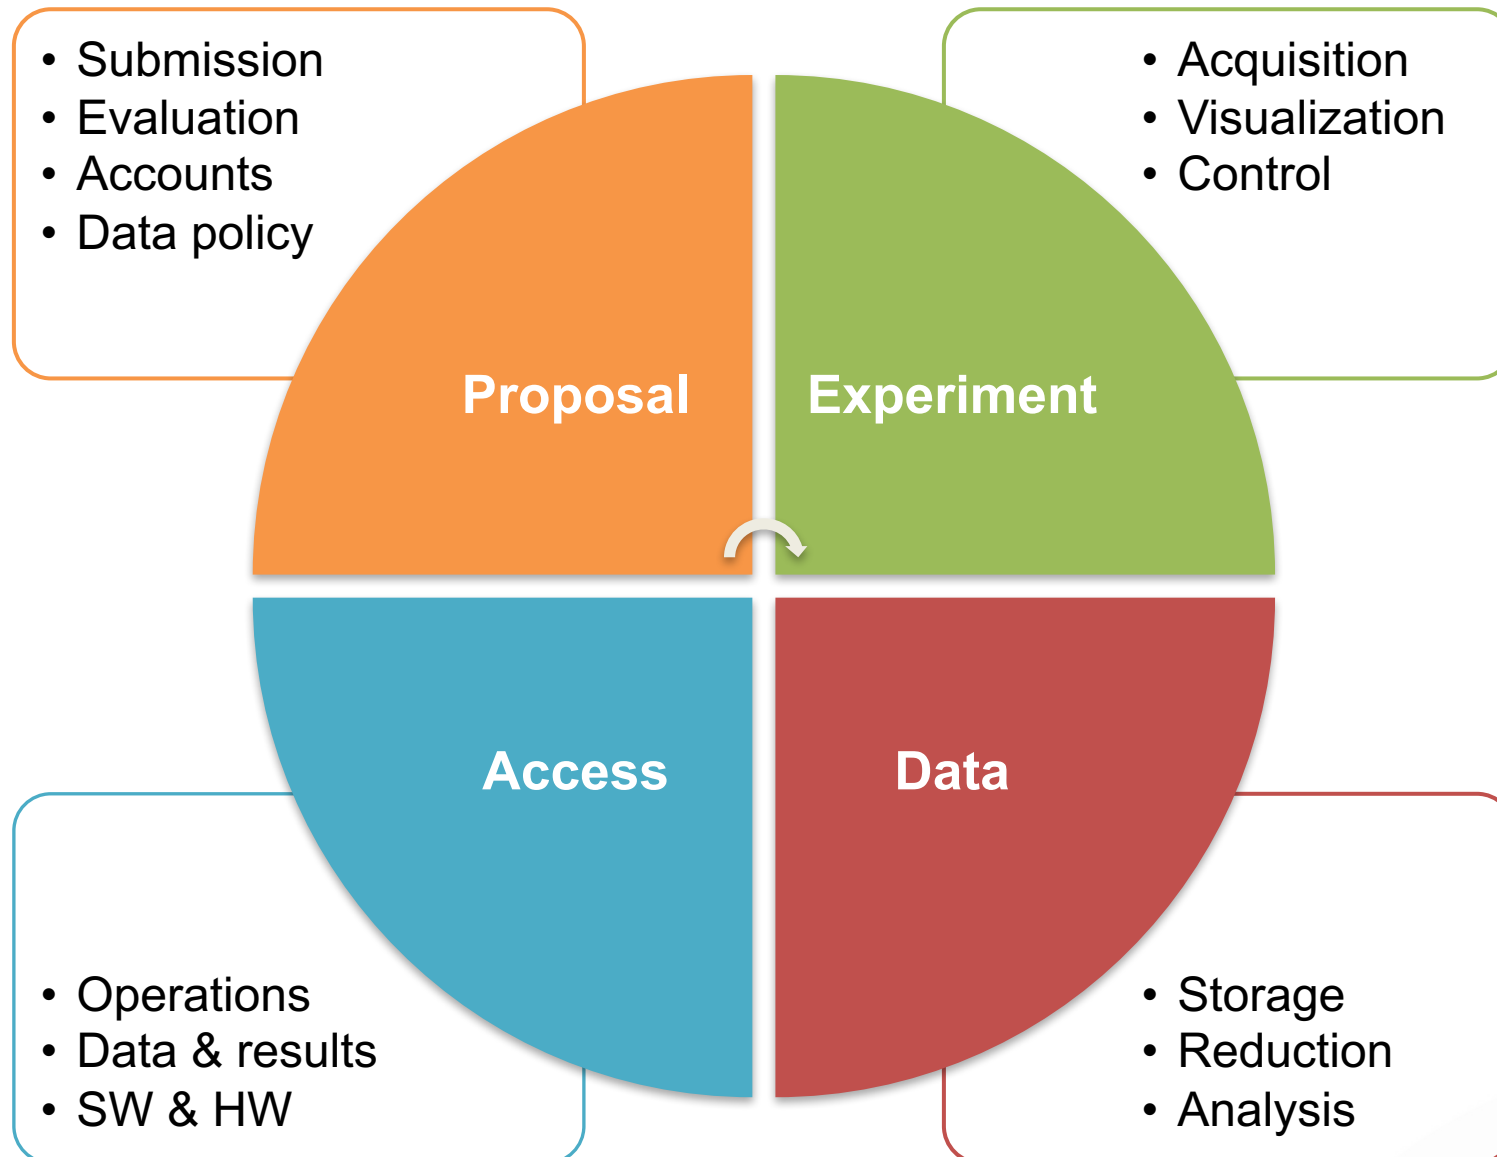 • Submission
• Evaluation
• Accounts
• Data policy
• Acquisition
• Visualization
• Control
Proposal
Experiment
Access
Data
• Operations
• Data & results
• SW & HW
• Storage
• Reduction
• Analysis